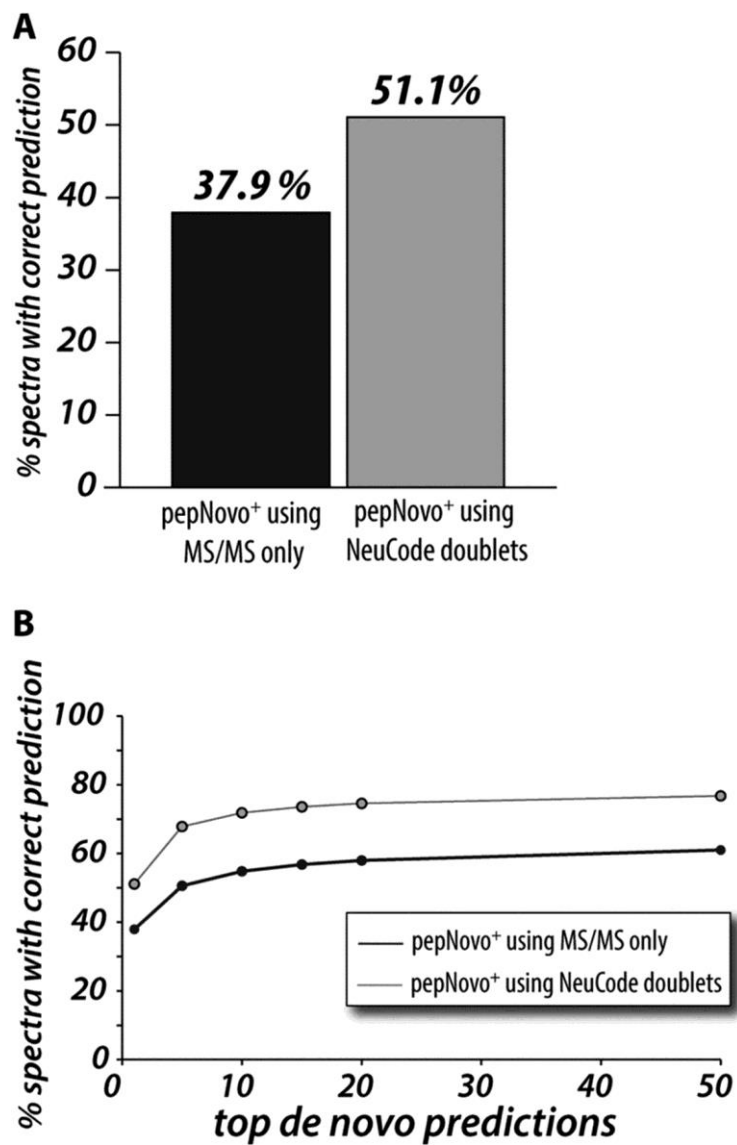 A
% spectra with correct prediction
60
50
40
30
20
10
0
37.9 %
51.1%
pepNovo⁺ using
MS/MS only
pepNovo⁺ using
NeuCode doublets
B
% spectra with correct prediction
100
80
60
40
20
0
pepNovo⁺ using MS/MS only
pepNovo⁺ using NeuCode doublets
0 10 20 30 40 50
top de novo predictions